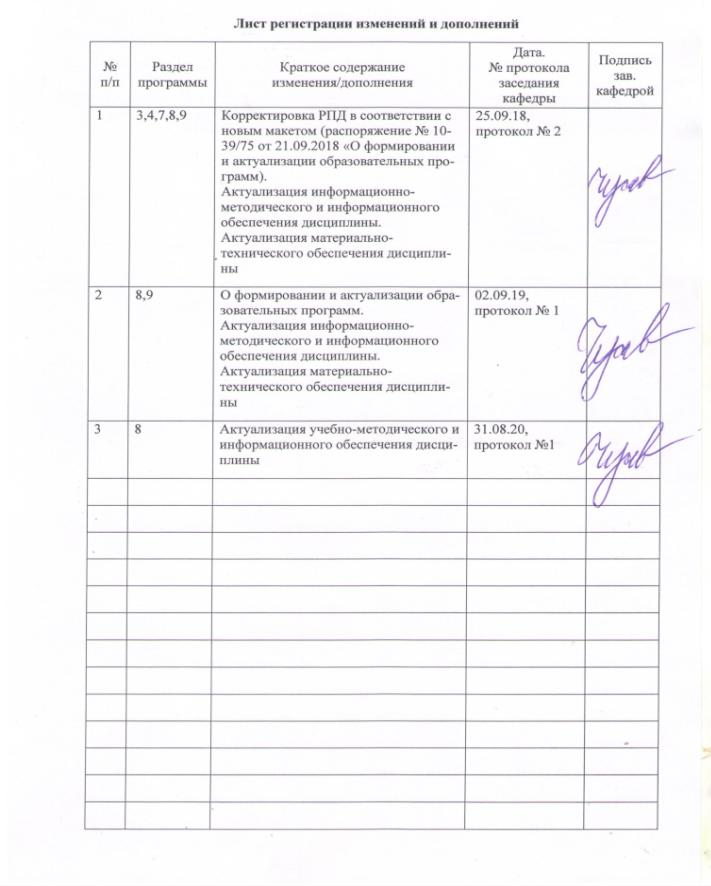 Лист регистрации изменений и дополнений
№
п/п
Раздел
программы
Краткое содержание
изменения/дополнения
Дата.
№ протокола
заседания
кафедры
Подпись
зав.
кафедрой
1
3,4,7,8,9
Корректировка РПД в соответствии с
новым макетом (распоряжение № 10-
39/75 от 21.09.2018 «О формировании
и актуализации образовательных про-
грамм).
Актуализация информационно-
методического и информационного
обеспечения дисциплины.
Актуализация материально-
технического обеспечения дисципли-
ны
25.09.18,
протокол № 2
2
8,9
О формировании и актуализации обра-
зовательных программ.
Актуализация информационно-
методического и информационного
обеспечения дисциплины.
Актуализация материально-
технического обеспечения дисципли-
ны
02.09.19,
протокол № 1
3
8
Актуализация учебно-методического и
информационного обеспечения дисци-
плины
31.08.20,
протокол №1